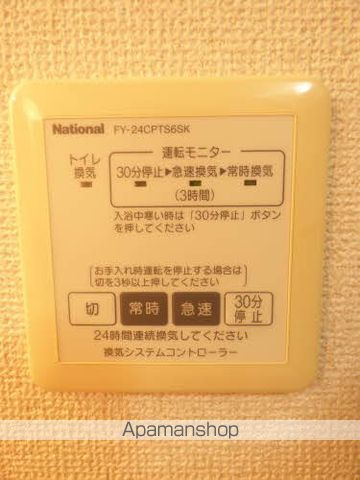 National FY-24CPTS6SK
トイレ
換気
運転モニター
30分停止▶急速換気▶常時換気
(3時間)
入浴中寒い時は「30分停止」ボタン
を押してください
お手入れ時運転を停止する場合は
切を3秒以上押してください
切 常時 急速 30分
停止
24時間連続換気してください
換気システムコントローラー
Apamanshop